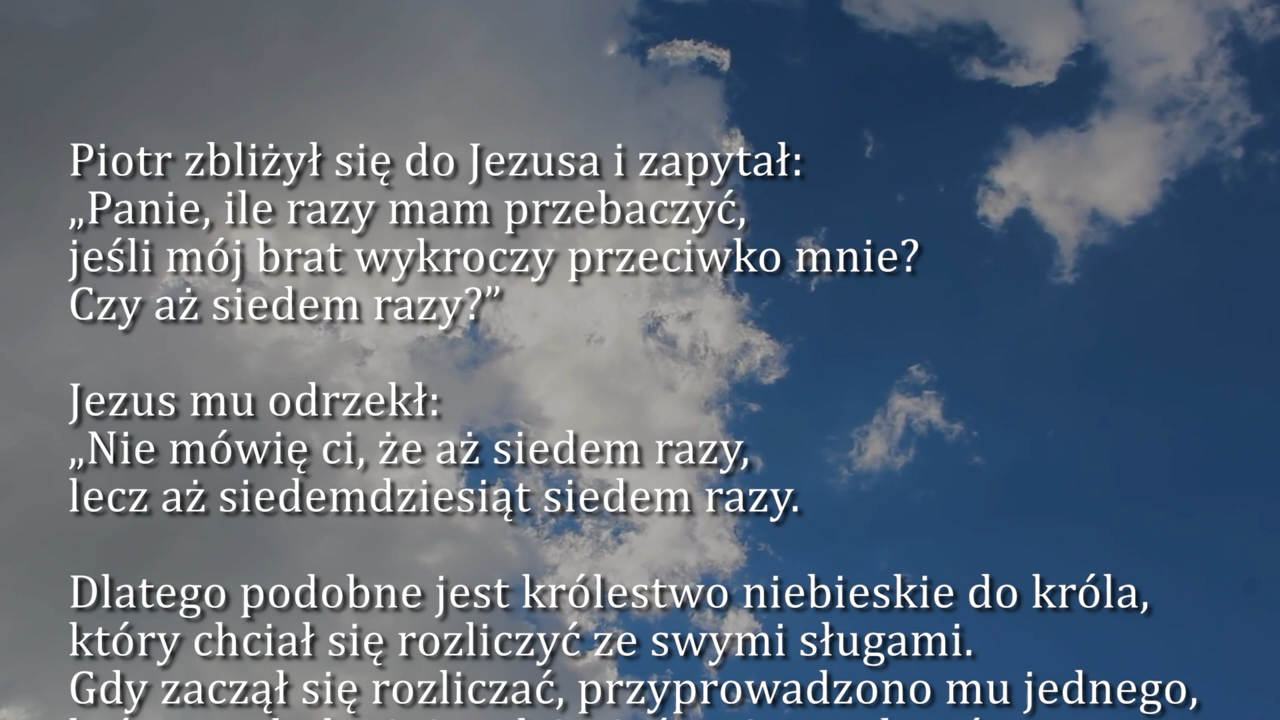 Piotr zbliżył się do Jezusa i zapytał:
„Panie, ile razy mam przebaczyć,
jeśli mój brat wykroczy przeciwko mnie?
Czy aż siedem razy?”
Jezus mu odrzekł:
„Nie mówię ci, że aż siedem razy,
lecz aż siedemdziesiąt siedem razy.
Dlatego podobne jest królestwo niebieskie do króla,
który chciał się rozliczyć ze swymi sługami.
Gdy zaczął się rozliczać, przyprowadzono mu jednego,